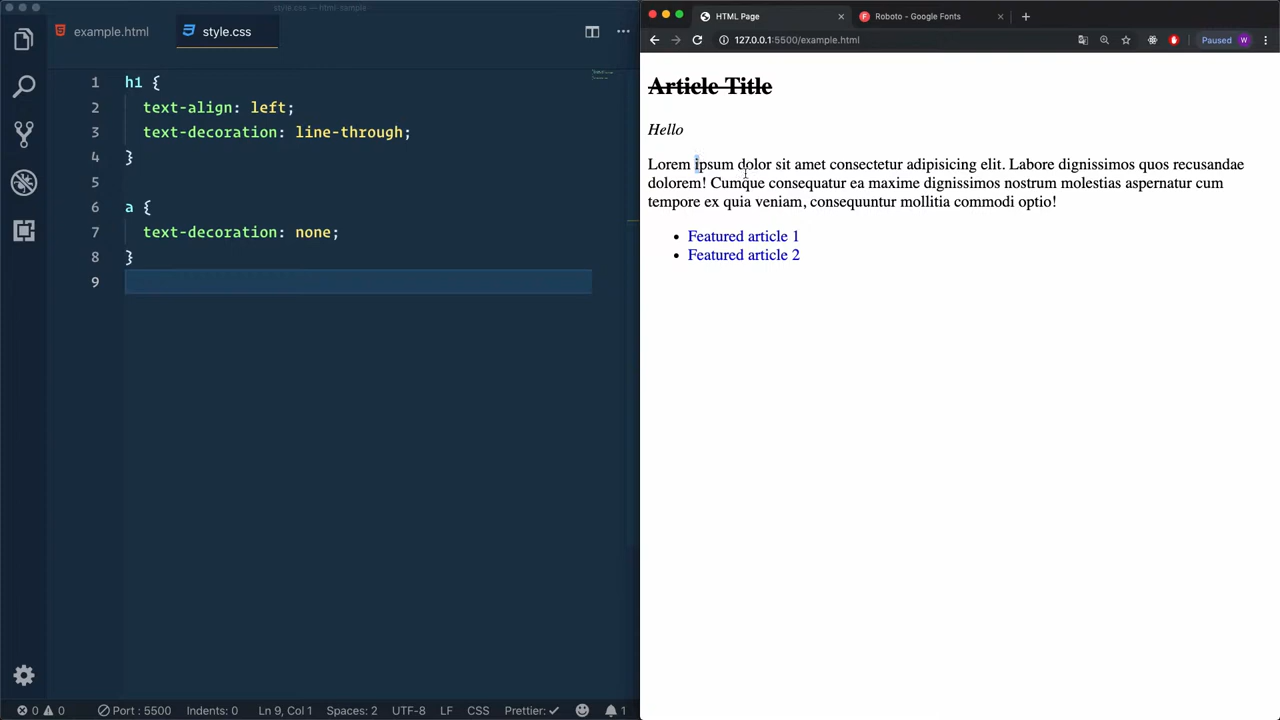 style.css — html-sample
example.html
style.css
1 h1 {
2 text-align: left;
3 text-decoration: line-through;
4 }
5
6 a {
7 text-decoration: none;
8 }
9
0 0
Port : 5500
Indents: 0
Ln 9, Col 1
Spaces: 2
UTF-8
LF
CSS
Prettier: ✓
1
HTML Page
Roboto - Google Fonts
127.0.0.1:5500/example.html
Paused W
Article Title
Hello
Lorem ipsum dolor sit amet consectetur adipisicing elit. Labore dignissimos quos recusandae
dolorem! Cumque consequatur ea maxime dignissimos nostrum molestias aspernatur cum
tempore ex quia veniam, consequuntur mollitia commodi optio!
• Featured article 1
• Featured article 2